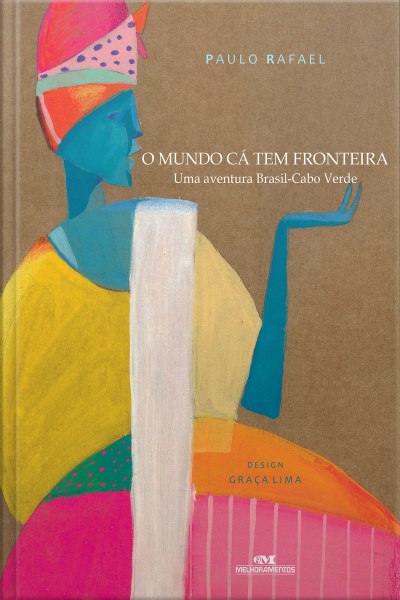 PAULO RAFAEL
O MUNDO CÁ TEM FRONTEIRA
Uma aventura Brasil-Cabo Verde
DESIGN
GRAÇA LIMA
MELHORAMENTOS